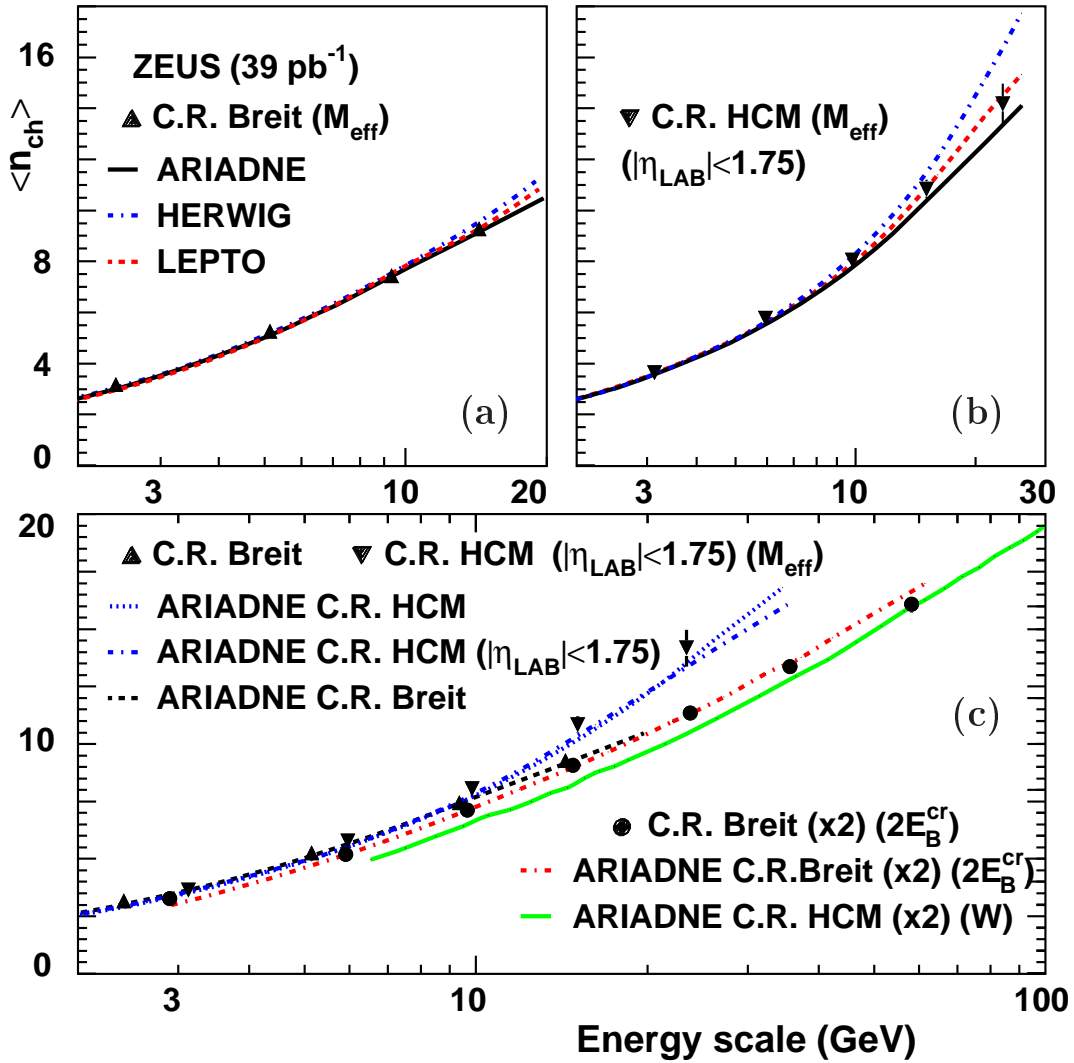 <n_ch>
16
8
4
0
ZEUS (39 pb^-1)
C.R. Breit (M_eff)
ARIADNE
HERWIG
LEPTO
(a)
3
10
20
C.R. HCM (M_eff)
(|η_LAB|<1.75)
(b)
3
10
30
20
10
0
C.R. Breit
C.R. HCM (|η_LAB|<1.75) (M_eff)
ARIADNE C.R. HCM
ARIADNE C.R. HCM (|η_LAB|<1.75)
ARIADNE C.R. Breit
(c)
C.R. Breit (x2) (2E_B^cr)
ARIADNE C.R.Breit (x2) (2E_B^cr)
ARIADNE C.R. HCM (x2) (W)
3
10
100
Energy scale (GeV)